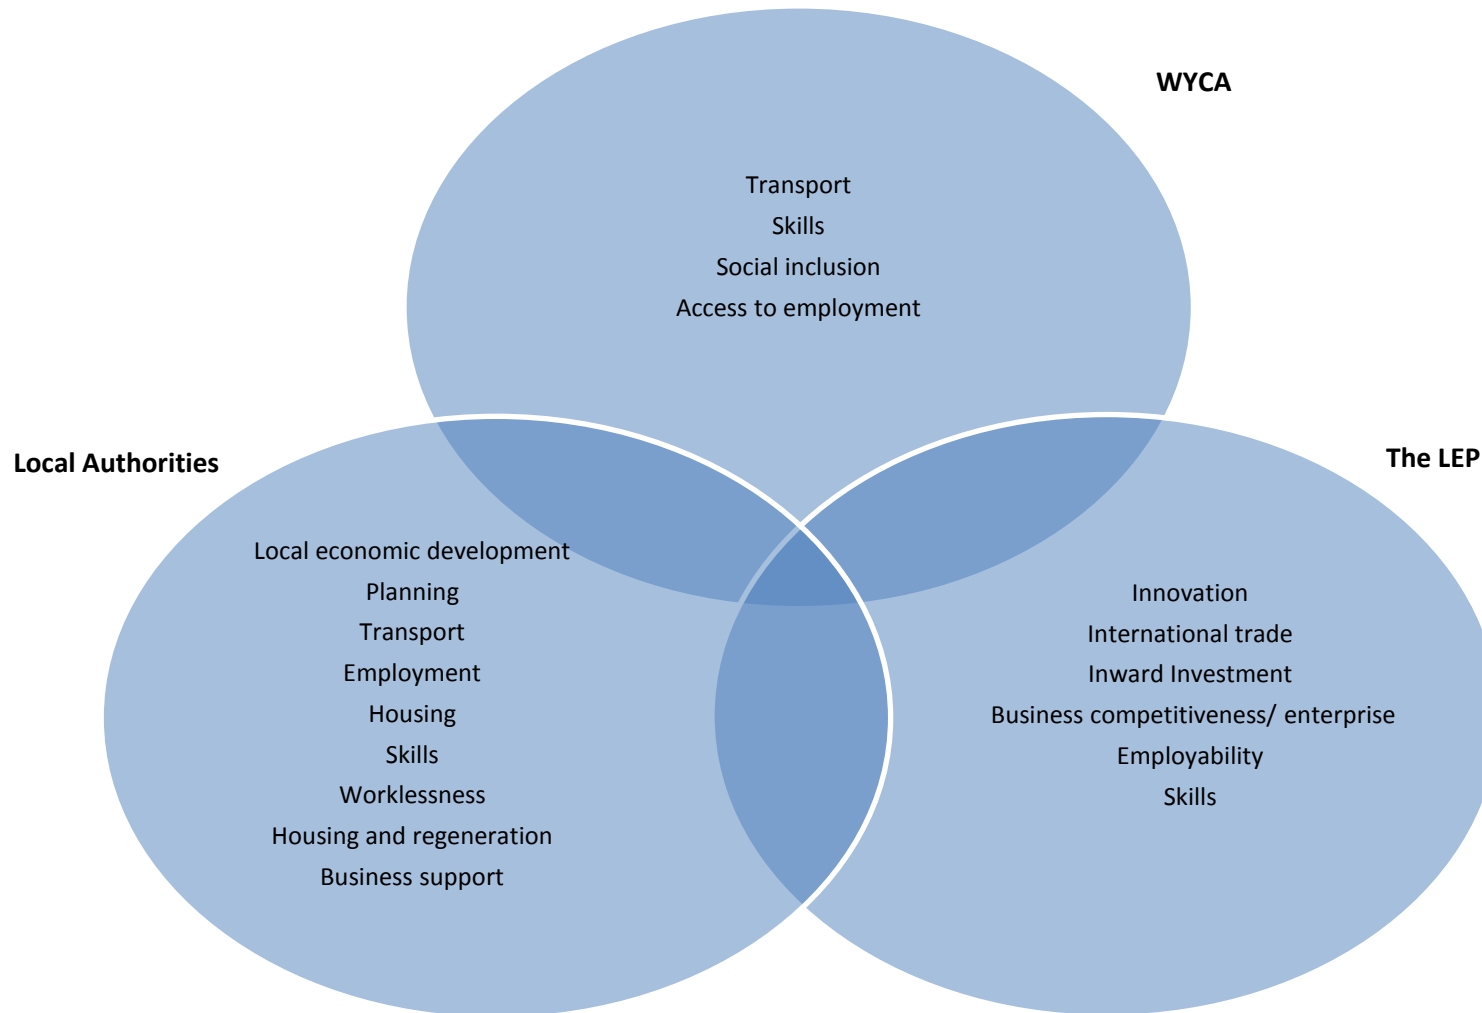 WYCA
Transport
Skills
Social inclusion
Access to employment
Local Authorities
Local economic development
Planning
Transport
Employment
Housing
Skills
Worklessness
Housing and regeneration
Business support
The LEP
Innovation
International trade
Inward Investment
Business competitiveness/ enterprise
Employability
Skills